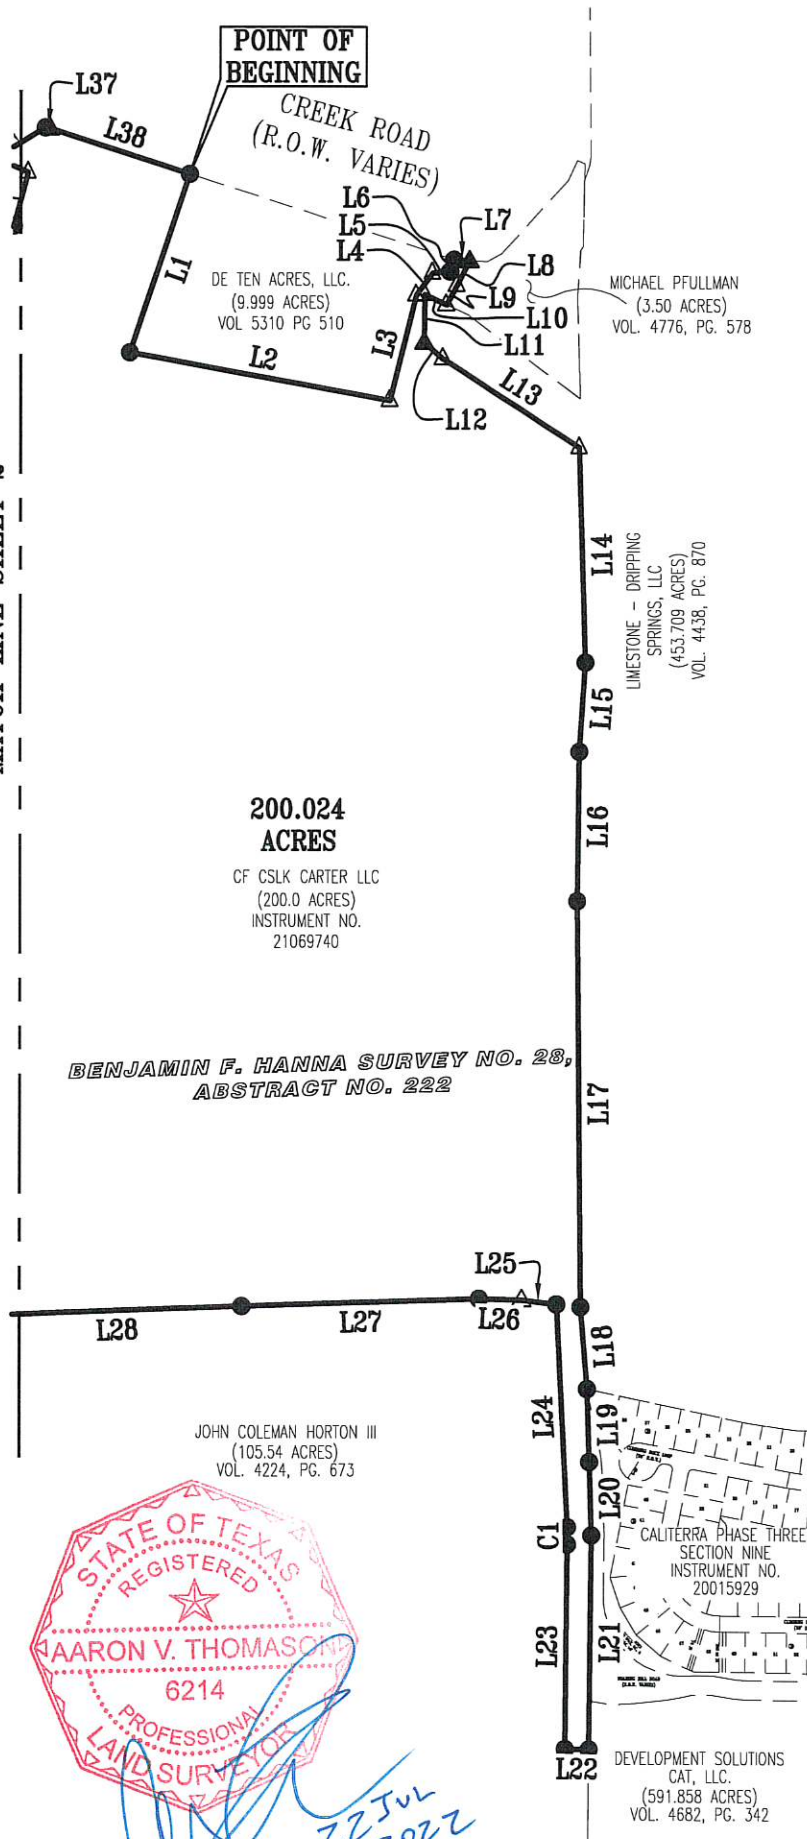 POINT OF
BEGINNING
L37
L38
CREEK ROAD
(R.O.W. VARIES)
L6
L5
L4
L7
L8
L9
L10
L11
L12
L13
L1
L2
L3
DE TEN ACRES, LLC.
(9.999 ACRES)
VOL 5310 PG 510
MICHAEL PFULLMAN
(3.50 ACRES)
VOL. 4776, PG. 578
L14
LIMESTONE - DRIPPING
SPRINGS, LLC
(453.709 ACRES)
VOL. 4438, PG. 870
L15
L16
200.024
ACRES
CF CSLK CARTER LLC
(200.0 ACRES)
INSTRUMENT NO.
21069740
BENJAMIN F. HANNA SURVEY NO. 28,
ABSTRACT NO. 222
L17
L25
L26
L27
L28
L18
L24
L19
JOHN COLEMAN HORTON III
(105.54 ACRES)
VOL. 4224, PG. 673
L20
C1
CALITERRA PHASE THREE
SECTION NINE
INSTRUMENT NO.
20015929
L23
L21
L22
DEVELOPMENT SOLUTIONS
CAT, LLC.
(591.858 ACRES)
VOL. 4682, PG. 342
STATE OF TEXAS
REGISTERED
AARON V. THOMASON
6214
PROFESSIONAL
LAND SURVEYOR
22 JUL
2022